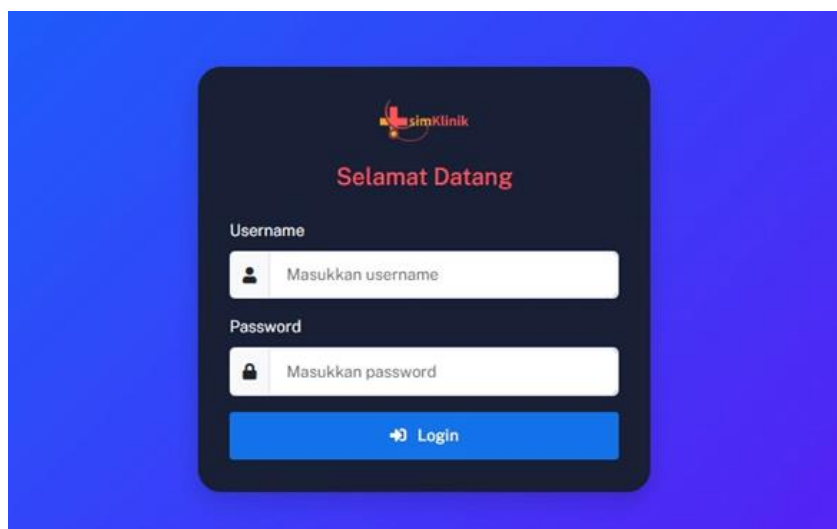 simKlinik
Selamat Datang
Username
Masukkan username
Password
Masukkan password
Login